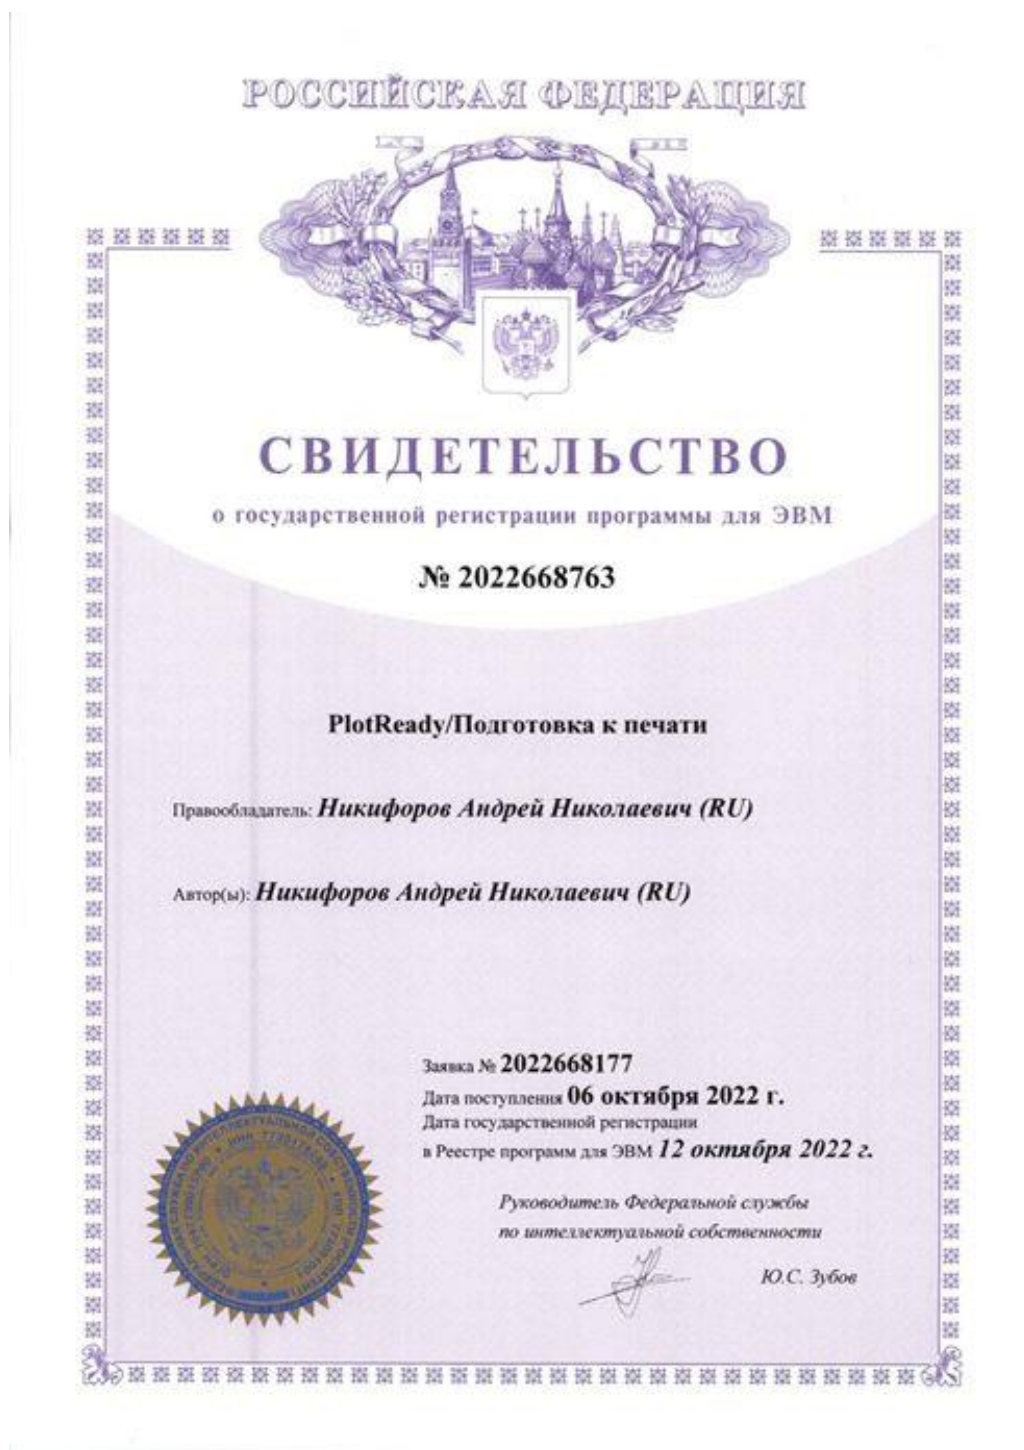 РОССИЙСКАЯ ФЕДЕРАЦИЯ
СВИДЕТЕЛЬСТВО
о государственной регистрации программы для ЭВМ
№ 2022668763
PlotReady/Подготовка к печати
Правообладатель: Никифоров Андрей Николаевич (RU)
Автор(ы): Никифоров Андрей Николаевич (RU)
Заявка № 2022668177
Дата поступления 06 октября 2022 г.
Дата государственной регистрации
в Реестре программ для ЭВМ 12 октября 2022 г.
Руководитель Федеральной службы
по интеллектуальной собственности
Ю.С. Зубов